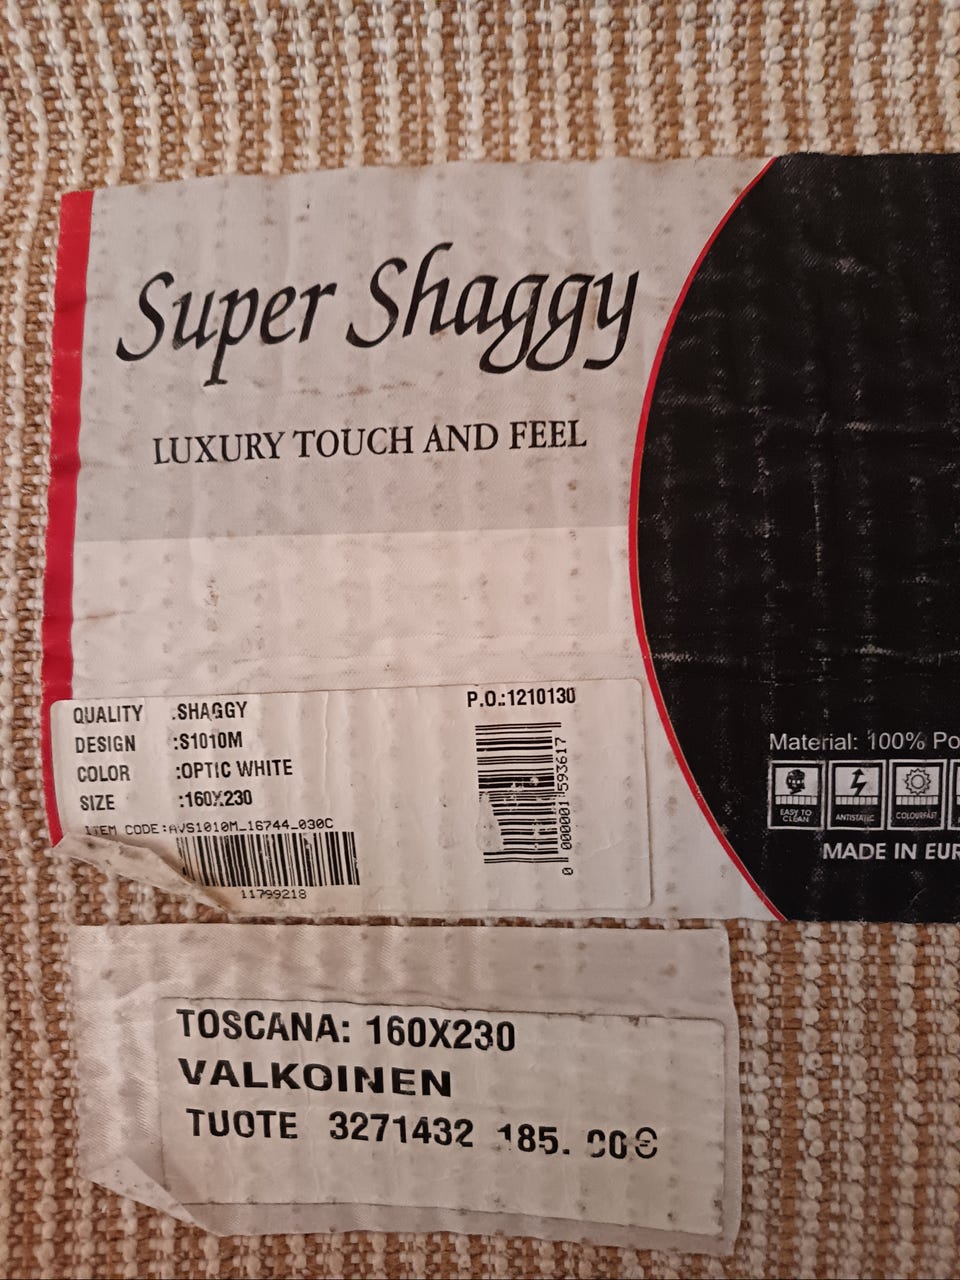 Super Shaggy
LUXURY TOUCH AND FEEL
QUALITY :SHAGGY
DESIGN :S1010M
COLOR :OPTIC WHITE
SIZE :160X230
ITEM CODE:AVS1010M_16744_030C
11799218
P.O.:1210130
0 000001 593617
Material: 100% Po
EASY TO CLEAN
ANTISTATIC
COLOURFAST
MADE IN EUR
TOSCANA: 160X230
VALKOINEN
TUOTE 3271432 185.00€